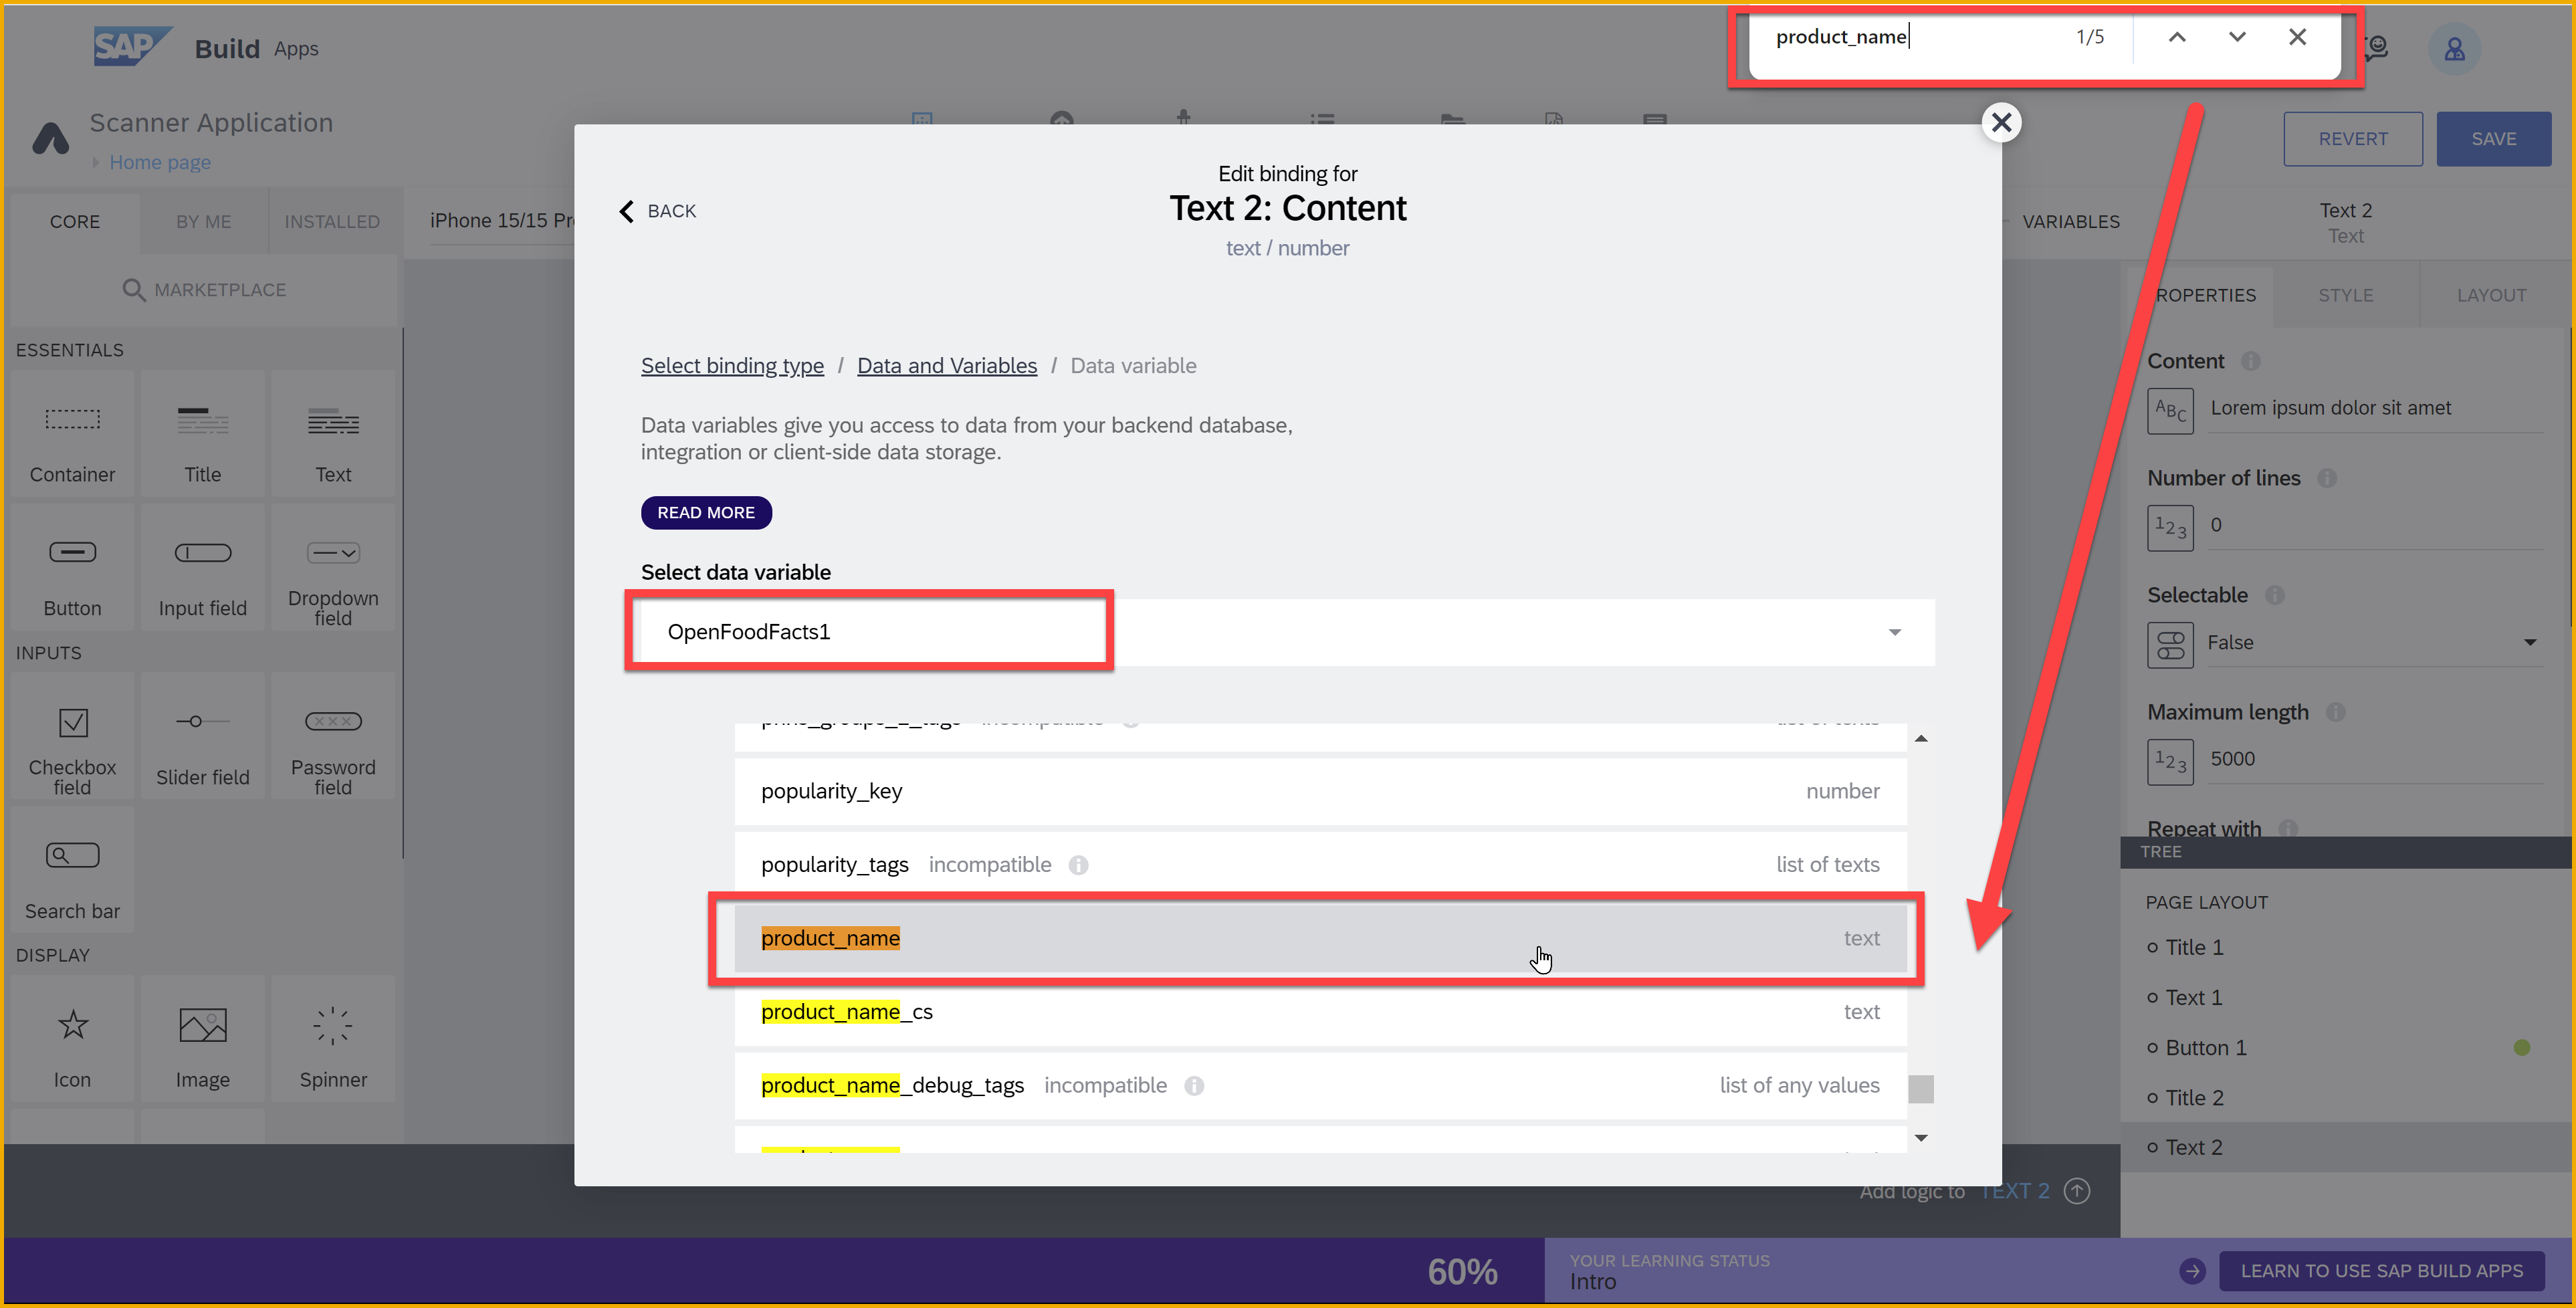 product_name 1/5
SAP Build Apps
Scanner Application
Home page
REVERT SAVE
CORE BY ME INSTALLED
MARKETPLACE
ESSENTIALS
Container Title Text
Button Input field Dropdown field
INPUTS
Checkbox field Slider field Password field
Search bar
DISPLAY
Icon Image Spinner
iPhone 15/15
BACK
Edit binding for
Text 2: Content
text / number
Select binding type / Data and Variables / Data variable
Data variables give you access to data from your backend database,
integration or client-side data storage.
READ MORE
Select data variable
OpenFoodFacts1
popularity_key number
popularity_tags incompatible list of texts
product_name text
product_name_cs text
product_name_debug_tags incompatible list of any values
VARIABLES
Text 2
Text
STYLE LAYOUT
Content
ABC Lorem ipsum dolor sit amet
Number of lines
123 0
Selectable
False
Maximum length
123 5000
Repeat with
TREE
PAGE LAYOUT
Title 1
Text 1
Button 1
Title 2
Text 2
Add logic to TEXT 2
60%
YOUR LEARNING STATUS
Intro
LEARN TO USE SAP BUILD APPS